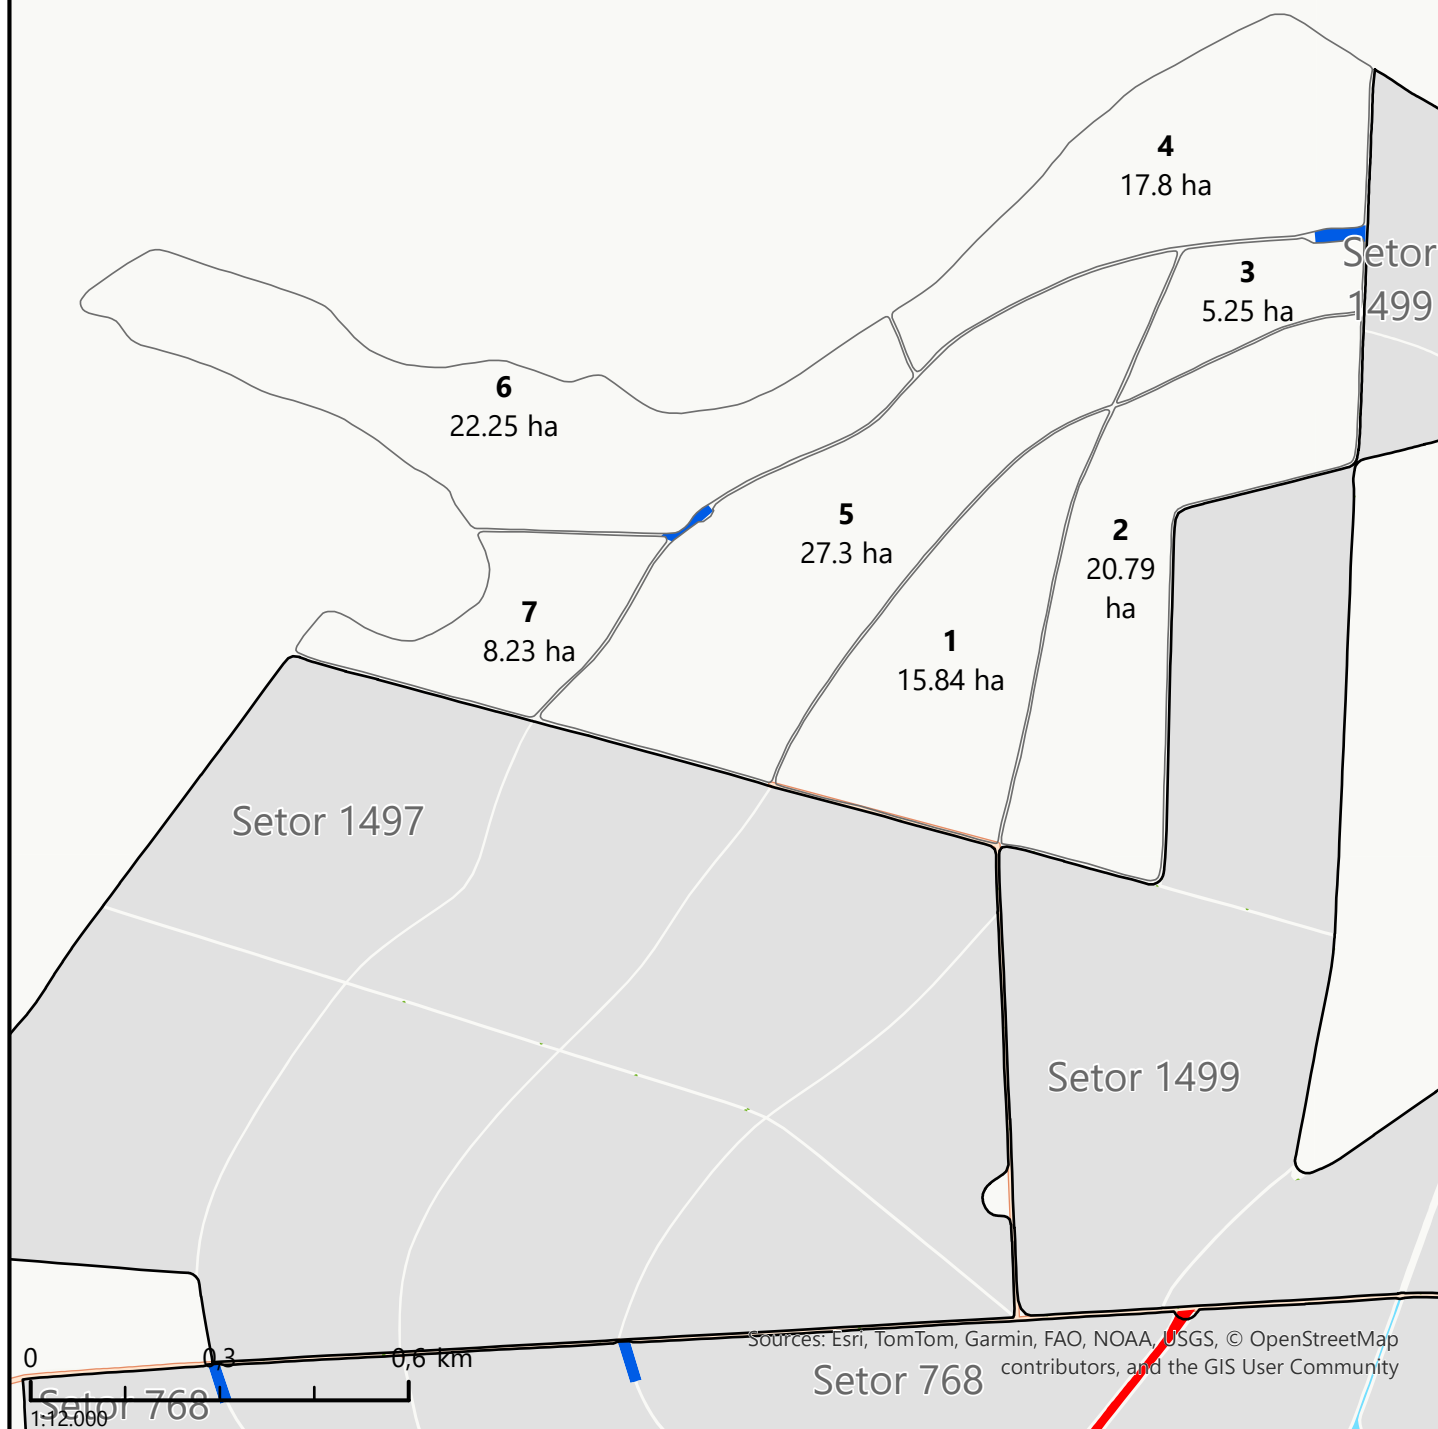 4
17.8 ha
3
5.25 ha
Setor
1499
6
22.25 ha
5
27.3 ha
2
20.79
ha
7
8.23 ha
1
15.84 ha
Setor 1497
Setor 1499
Sources: Esri, TomTom, Garmin, FAO, NOAA, USGS, © OpenStreetMap
contributors, and the GIS User Community
0 0,3 0,6 km
Setor 768
Setor 768
1:12.000